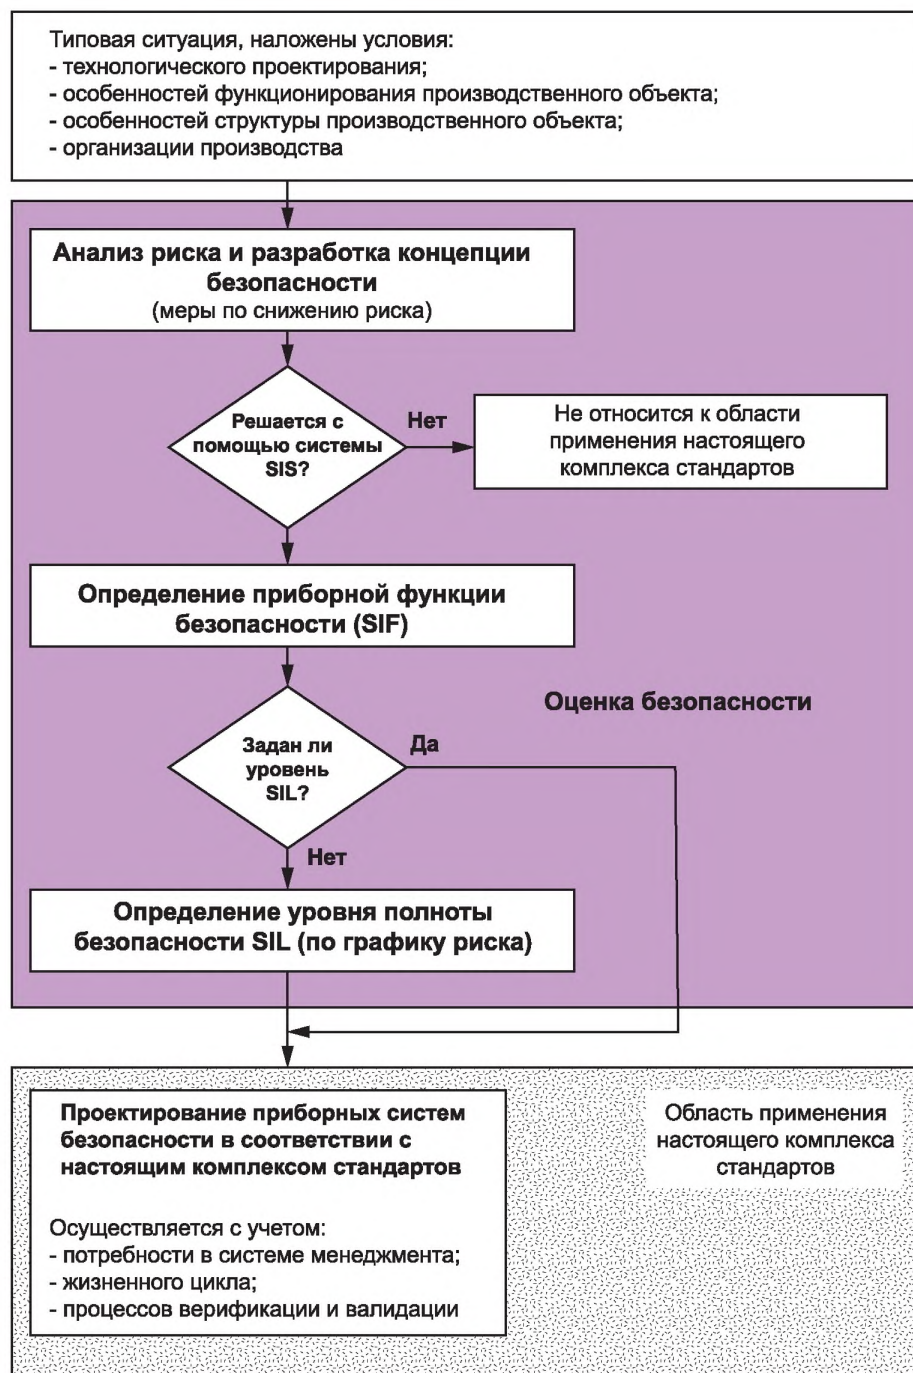 Типовая ситуация, наложены условия:
- технологического проектирования;
- особенностей функционирования производственного объекта;
- особенностей структуры производственного объекта;
- организации производства
Анализ риска и разработка концепции
безопасности
(меры по снижению риска)
Решается с
помощью системы
SIS?
Нет
Не относится к области
применения настоящего
комплекса стандартов
Определение приборной функции
безопасности (SIF)
Оценка безопасности
Задан ли
уровень
SIL?
Да
Нет
Определение уровня полноты
безопасности SIL (по графику риска)
Проектирование приборных систем
безопасности в соответствии с
настоящим комплексом стандартов
Осуществляется с учетом:
- потребности в системе менеджмента;
- жизненного цикла;
- процессов верификации и валидации
Область применения
настоящего комплекса
стандартов